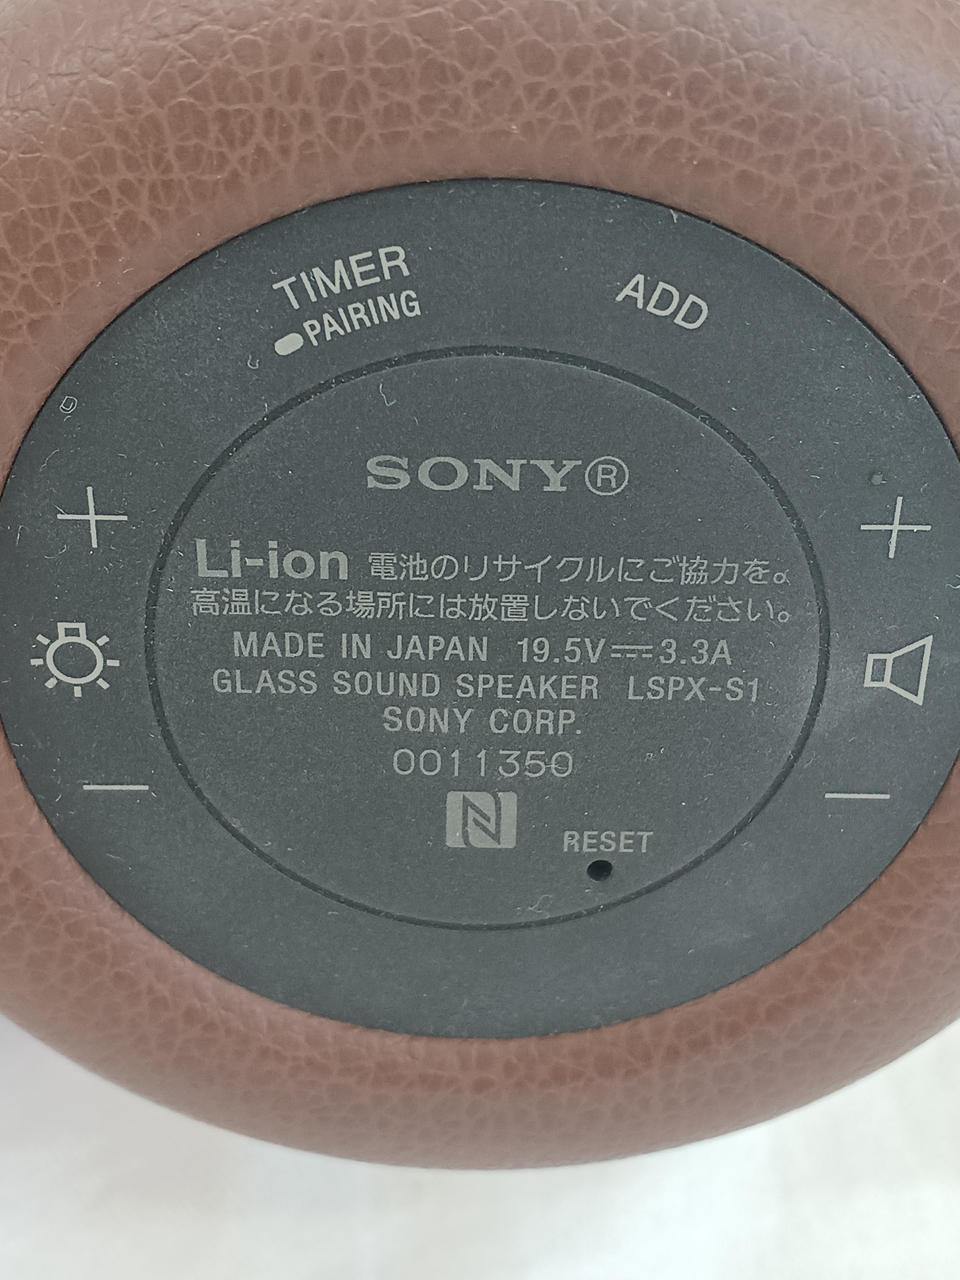 TIMER
PAIRING
ADD
SONY®
Li-ion 電池のリサイクルにご協力を。
高温になる場所には放置しないでください。
MADE IN JAPAN 19.5V⎓3.3A
GLASS SOUND SPEAKER LSPX-S1
SONY CORP.
0011350
RESET